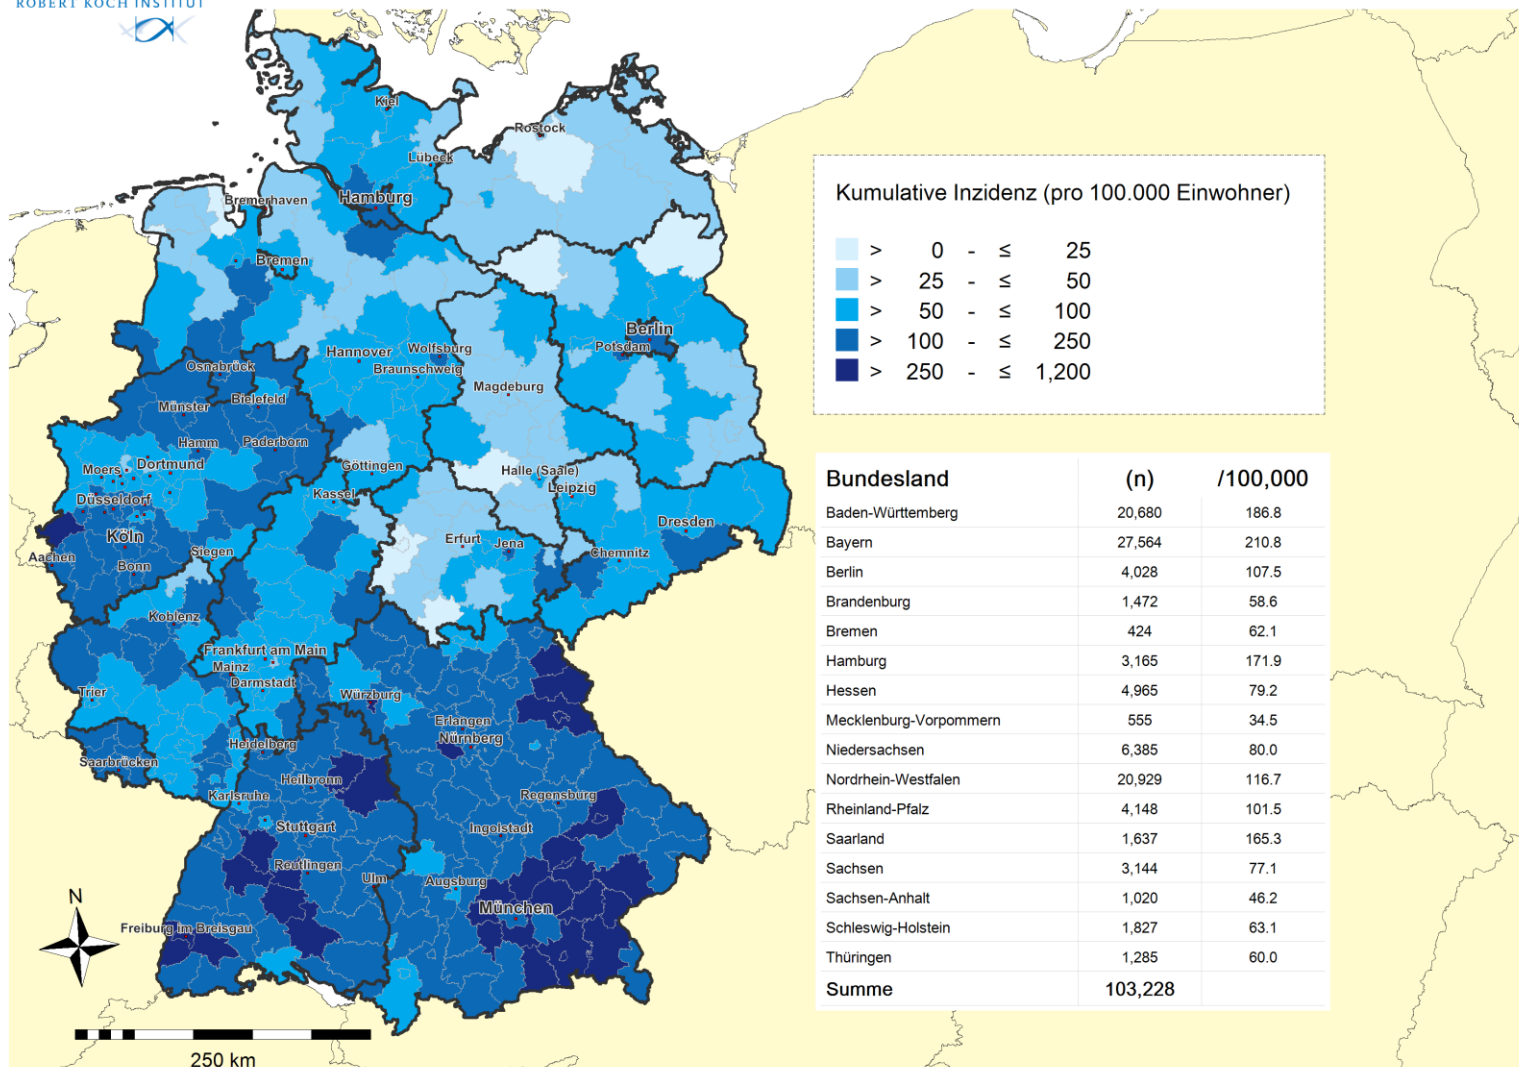 ROBERT KOCH INSTITUT
Kiel
Rostock
Lübeck
Bremerhaven
Hamburg
Bremen
Berlin
Potsdam
Hannover
Wolfsburg
Braunschweig
Osnabrück
Magdeburg
Münster
Bielefeld
Hamm
Paderborn
Moers
Dortmund
Göttingen
Halle (Saale)
Leipzig
Düsseldorf
Kassel
Dresden
Köln
Erfurt
Jena
Chemnitz
Aachen
Siegen
Bonn
Koblenz
Frankfurt am Main
Mainz
Darmstadt
Trier
Würzburg
Erlangen
Nürnberg
Heidelberg
Saarbrücken
Heilbronn
Karlsruhe
Regensburg
Stuttgart
Ingolstadt
Reutlingen
Ulm
Augsburg
München
Freiburg im Breisgau
N
250 km
Kumulative Inzidenz (pro 100.000 Einwohner)
> 0 - ≤ 25
> 25 - ≤ 50
> 50 - ≤ 100
> 100 - ≤ 250
> 250 - ≤ 1,200
Bundesland (n) /100,000
Baden-Württemberg 20,680 186.8
Bayern 27,564 210.8
Berlin 4,028 107.5
Brandenburg 1,472 58.6
Bremen 424 62.1
Hamburg 3,165 171.9
Hessen 4,965 79.2
Mecklenburg-Vorpommern 555 34.5
Niedersachsen 6,385 80.0
Nordrhein-Westfalen 20,929 116.7
Rheinland-Pfalz 4,148 101.5
Saarland 1,637 165.3
Sachsen 3,144 77.1
Sachsen-Anhalt 1,020 46.2
Schleswig-Holstein 1,827 63.1
Thüringen 1,285 60.0
Summe 103,228